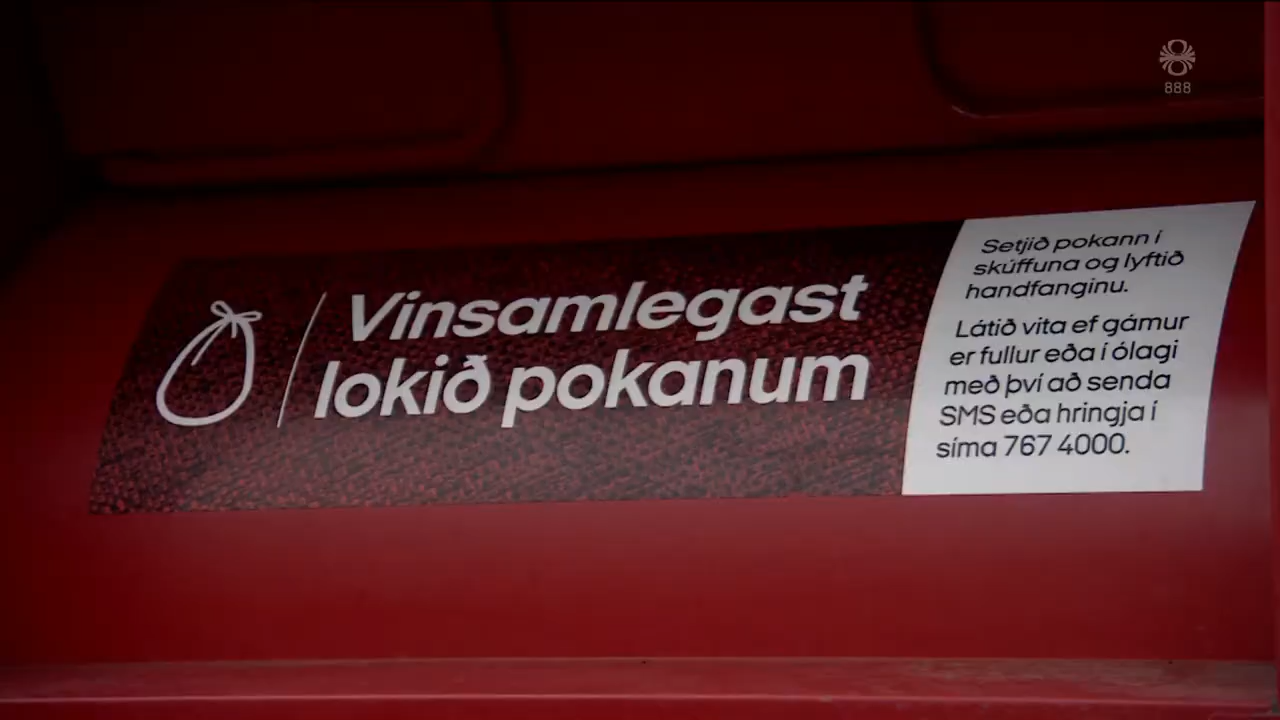 888
Vinsamlegast
lokið pokanum
Setjið pokann í
skúffuna og lyftið
handfanginu.
Látið vita ef gámur
er fullur eða í ólagi
með því að senda
SMS eða hringja í
síma 767 4000.